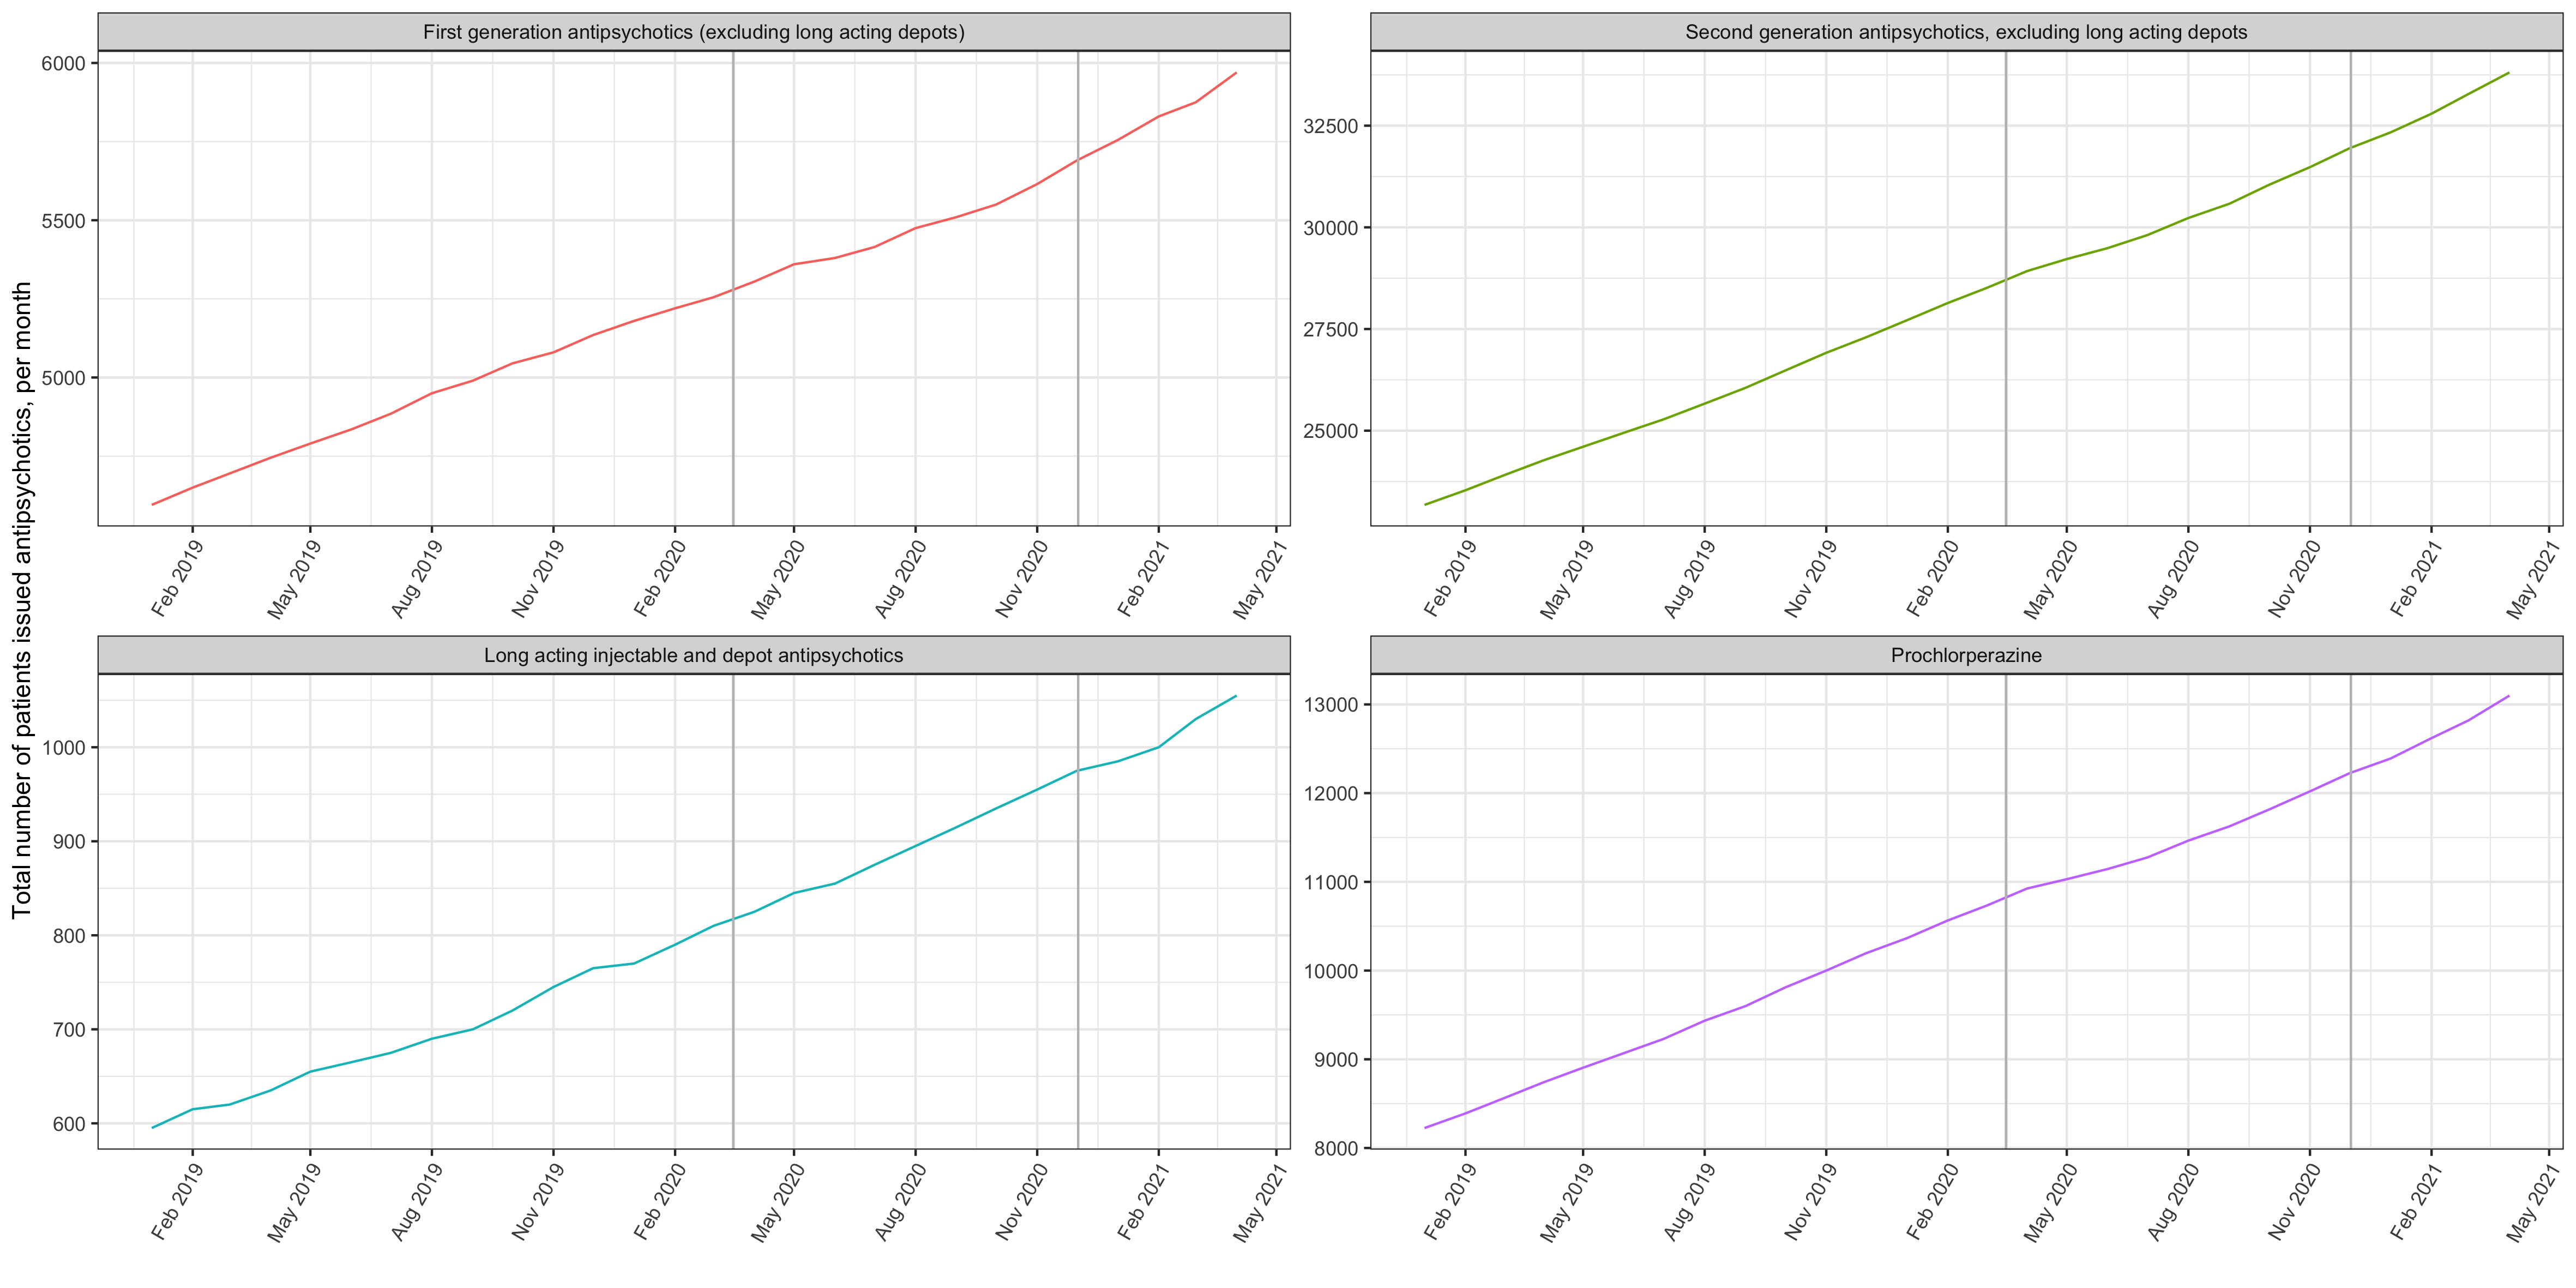 Total number of patients issued antipsychotics, per month
First generation antipsychotics (excluding long acting depots)
6000
5500
5000
Feb 2019
May 2019
Aug 2019
Nov 2019
Feb 2020
May 2020
Aug 2020
Nov 2020
Feb 2021
May 2021
Second generation antipsychotics, excluding long acting depots
32500
30000
27500
25000
Feb 2019
May 2019
Aug 2019
Nov 2019
Feb 2020
May 2020
Aug 2020
Nov 2020
Feb 2021
May 2021
Long acting injectable and depot antipsychotics
1000
900
800
700
600
Feb 2019
May 2019
Aug 2019
Nov 2019
Feb 2020
May 2020
Aug 2020
Nov 2020
Feb 2021
May 2021
Prochlorperazine
13000
12000
11000
10000
9000
8000
Feb 2019
May 2019
Aug 2019
Nov 2019
Feb 2020
May 2020
Aug 2020
Nov 2020
Feb 2021
May 2021